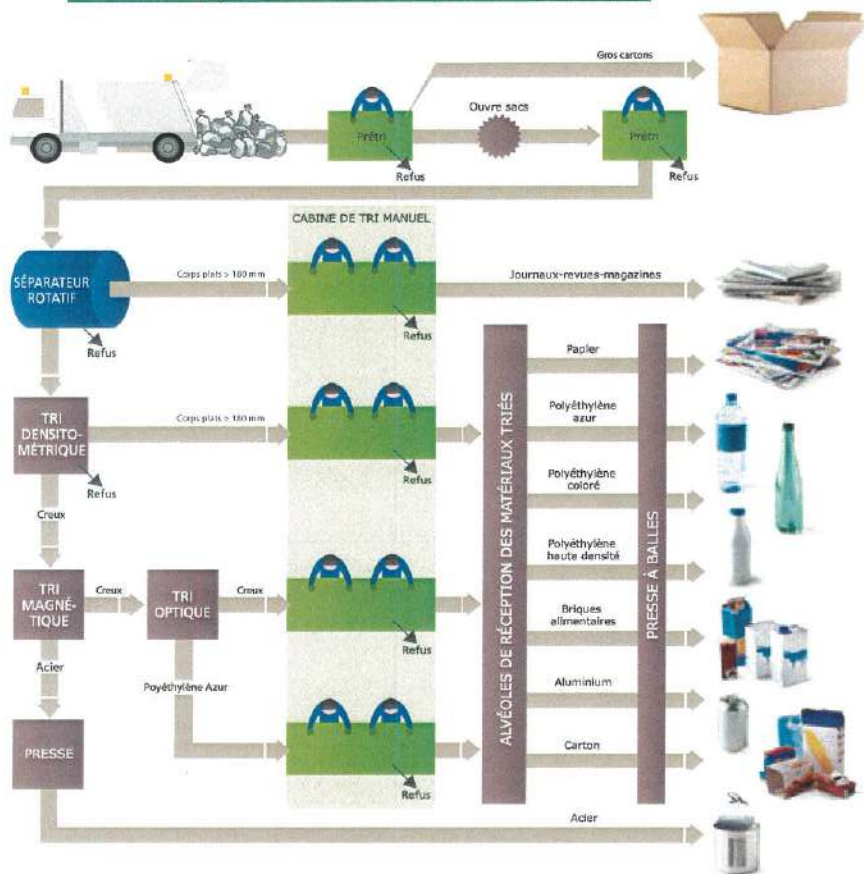 Gros cartons
Ouvre sacs
Prétri
Prétri
Refus
Refus
CABINE DE TRI MANUEL
SÉPARATEUR
ROTATIF
Corps plats > 180 mm
Journaux-revues-magazines
Refus
Refus
Papier
TRI
DENSITO-
MÉTRIQUE
Corps plats > 180 mm
Polyéthylène
azur
Refus
Refus
Creux
Polyéthylène
coloré
ALVÉOLES DE RÉCEPTION DES MATÉRIAUX TRIÉS
PRESSE À BALLES
Polyéthylène
haute densité
TRI
MAGNÉ-
TIQUE
Creux
TRI
OPTIQUE
Creux
Briques
alimentaires
Refus
Acier
Poyéthylène Azur
Aluminium
PRESSE
Carton
Refus
Acier